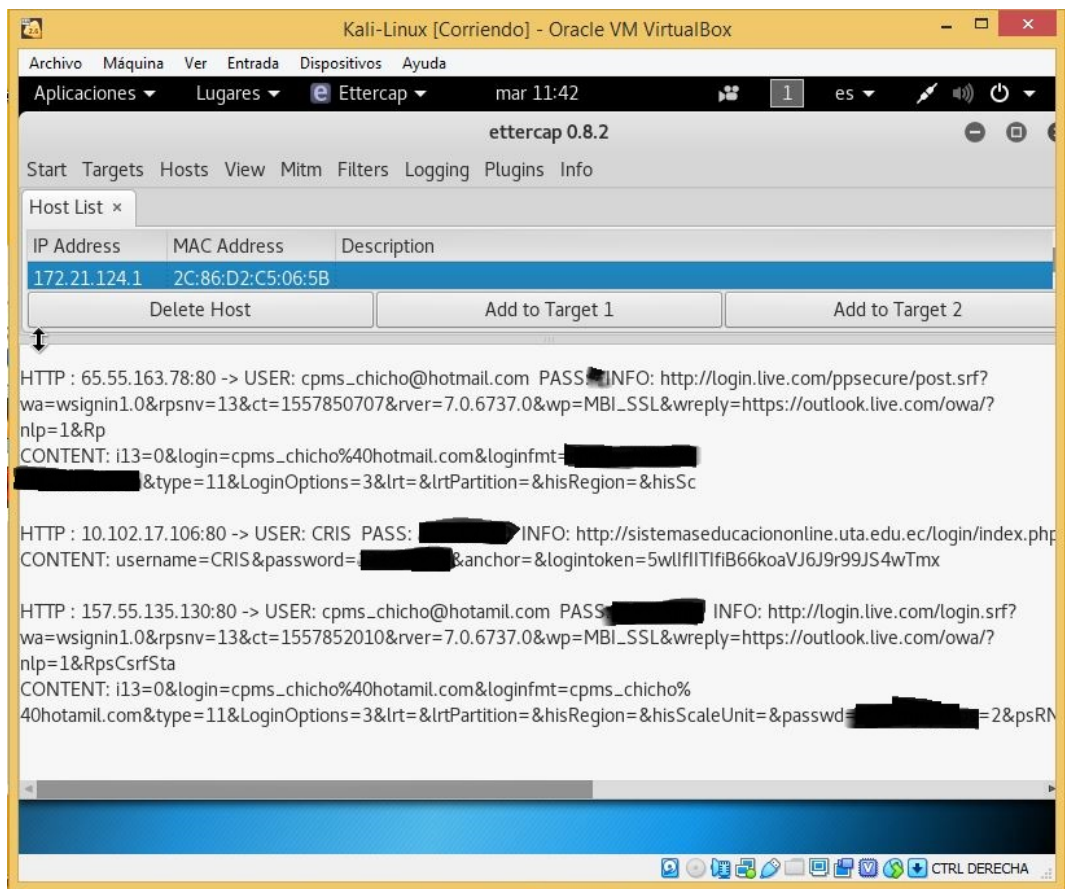 Kali-Linux [Corriendo] - Oracle VM VirtualBox
Archivo Máquina Ver Entrada Dispositivos Ayuda
Aplicaciones Lugares Ettercap mar 11:42 1 es
ettercap 0.8.2
Start Targets Hosts View Mitm Filters Logging Plugins Info
Host List ×
IP Address MAC Address Description
172.21.124.1 2C:86:D2:C5:06:5B
Delete Host Add to Target 1 Add to Target 2
HTTP : 65.55.163.78:80 -> USER: cpms_chicho@hotmail.com PASS: INFO: http://login.live.com/ppsecure/post.srf?
wa=wsignin1.0&rpsnv=13&ct=1557850707&rver=7.0.6737.0&wp=MBI_SSL&wreply=https://outlook.live.com/owa/?
nlp=1&Rp
CONTENT: i13=0&login=cpms_chicho%40hotmail.com&loginfmt=
&type=11&LoginOptions=3&lrt=&lrtPartition=&hisRegion=&hisSc
HTTP : 10.102.17.106:80 -> USER: CRIS PASS: INFO: http://sistemaseducaciononline.uta.edu.ec/login/index.php
CONTENT: username=CRIS&password= &anchor=&logintoken=5wlIflITIfiB66koaVJ6J9r99JS4wTmx
HTTP : 157.55.135.130:80 -> USER: cpms_chicho@hotamil.com PASS INFO: http://login.live.com/login.srf?
wa=wsignin1.0&rpsnv=13&ct=1557852010&rver=7.0.6737.0&wp=MBI_SSL&wreply=https://outlook.live.com/owa/?
nlp=1&RpsCsrfSta
CONTENT: i13=0&login=cpms_chicho%40hotamil.com&loginfmt=cpms_chicho%
40hotamil.com&type=11&LoginOptions=3&lrt=&lrtPartition=&hisRegion=&hisScaleUnit=&passwd= =2&psRN
CTRL DERECHA